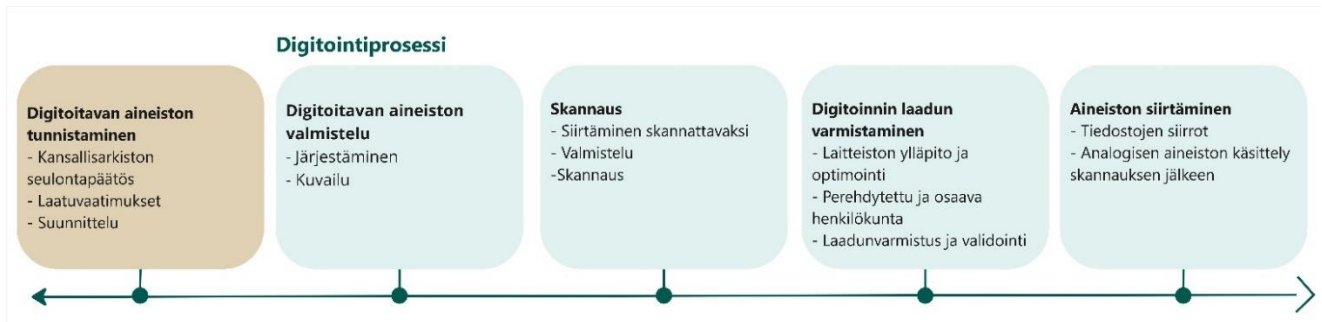 Digitointiprosessi
Digitoitavan aineiston
tunnistaminen
- Kansallisarkiston
seulontapäätös
- Laatuvaatimukset
- Suunnittelu
Digitoitavan aineiston
valmistelu
- Järjestäminen
- Kuvailu
Skannaus
- Siirtäminen skannattavaksi
- Valmistelu
-Skannaus
Digitoinnin laadun
varmistaminen
- Laitteiston ylläpito ja
optimointi
- Perehdytettu ja osaava
henkilökunta
- Laadunvarmistus ja validointi
Aineiston siirtäminen
- Tiedostojen siirrot
- Analogisen aineiston käsittely
skannauksen jälkeen